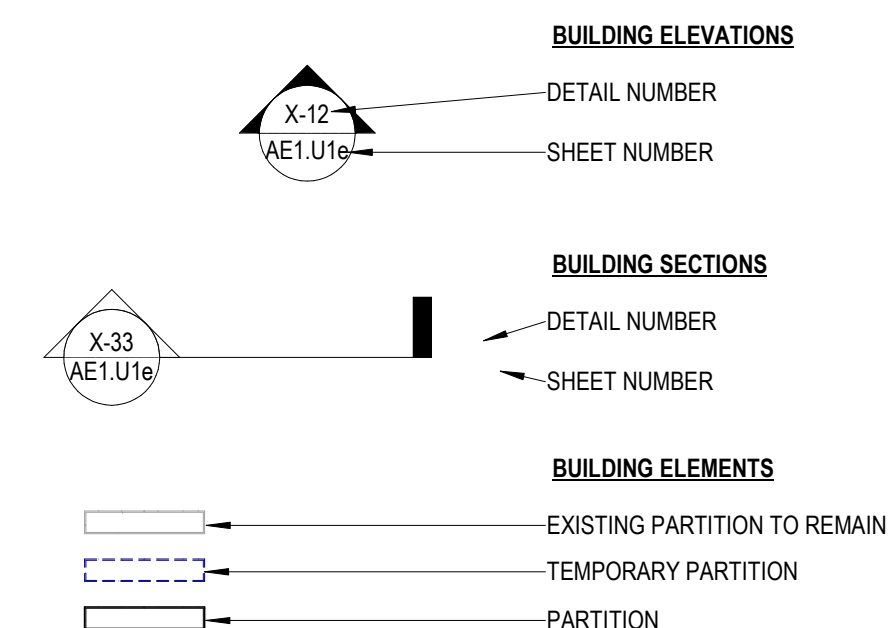 BUILDING ELEVATIONS
X-12
DETAIL NUMBER
AE1.U1e
SHEET NUMBER
BUILDING SECTIONS
X-33
DETAIL NUMBER
AE1.U1e
SHEET NUMBER
BUILDING ELEMENTS
EXISTING PARTITION TO REMAIN
TEMPORARY PARTITION
PARTITION